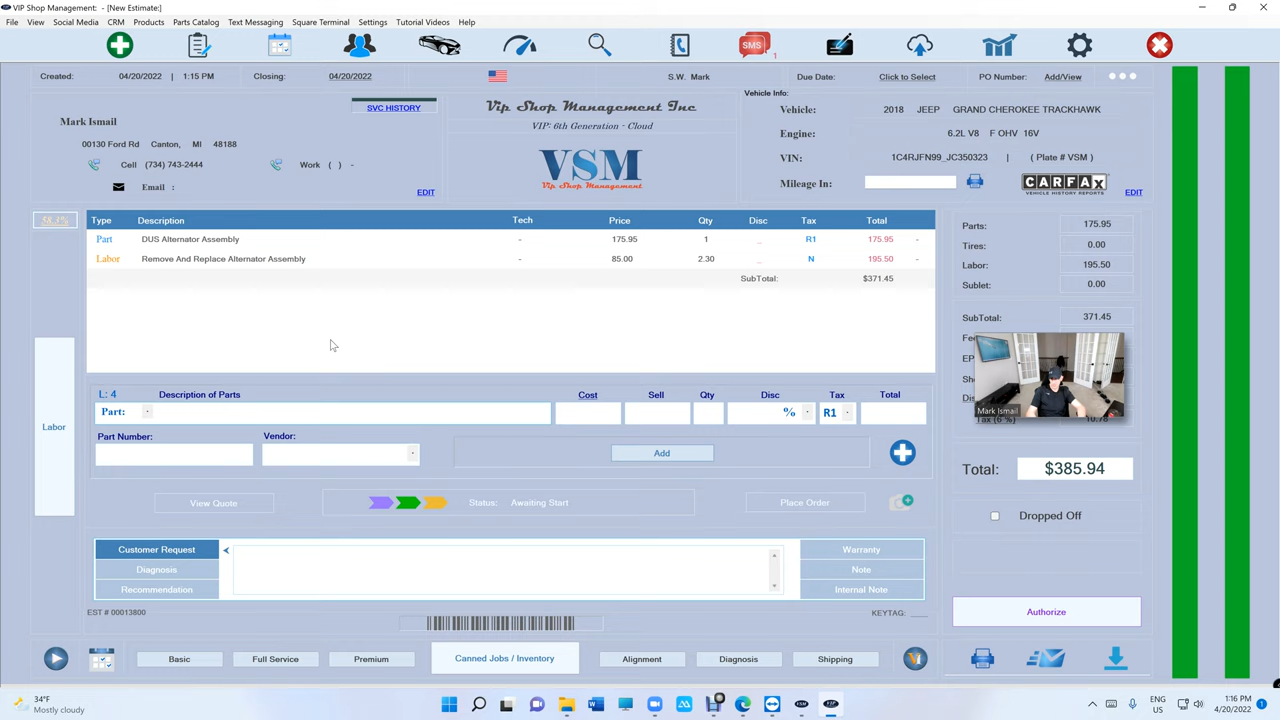 VIP Shop Management: - [New Estimate:]
File View Social Media CRM Products Parts Catalog Text Messaging Square Terminal Settings Tutorial Videos Help
SMS 1
Created: 04/20/2022 | 1:15 PM Closing: 04/20/2022 S.W. Mark Due Date: Click to Select PO Number: Add/View
SVC HISTORY
Mark Ismail
00130 Ford Rd Canton, MI 48188
Cell (734) 743-2444 Work ( ) -
Email :
EDIT
Vip Shop Management Inc
VIP: 6th Generation - Cloud
VSM
Vip Shop Management
Vehicle Info:
Vehicle: 2018 JEEP GRAND CHEROKEE TRACKHAWK
Engine: 6.2L V8 F OHV 16V
VIN: 1C4RJFN99_JC350323 | ( Plate # VSM )
Mileage In: CARFAX
VEHICLE HISTORY REPORTS
EDIT
38.1%
Type Description Tech Price Qty Disc Tax Total
Part DUS Alternator Assembly - 175.95 1 _ R1 175.95 -
Labor Remove And Replace Alternator Assembly - 85.00 2.30 _ N 195.50 -
SubTotal: $371.45
Labor
L: 4 Description of Parts Cost Sell Qty Disc Tax Total
Part: % R1
Part Number: Vendor:
Add
View Quote Status: Awaiting Start Place Order
Customer Request
Diagnosis
Recommendation
Warranty
Note
Internal Note
EST # 00013800 KEYTAG: ____
Parts: 175.95
Tires: 0.00
Labor: 195.50
Sublet: 0.00
SubTotal: 371.45
Mark Ismail
Tax (6 %) 10.78
Total: $385.94
Dropped Off
Authorize
Basic Full Service Premium Canned Jobs / Inventory Alignment Diagnosis Shipping
34°F
Mostly cloudy
VSM VIP
ENG
US
1:16 PM
4/20/2022